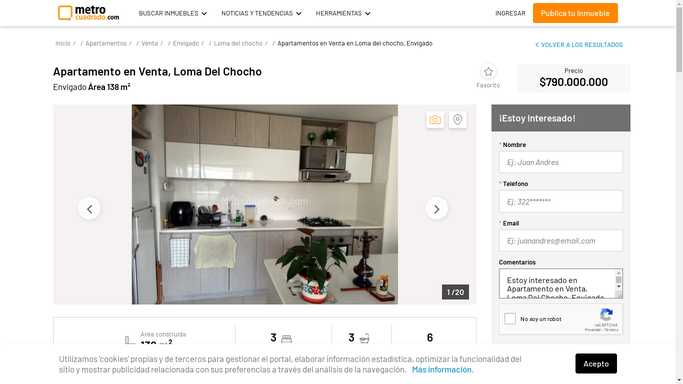 metro
cuadrado.com
BUSCAR INMUEBLES
NOTICIAS Y TENDENCIAS
HERRAMIENTAS
INGRESAR
Publica tu Inmueble
Inicio / / Apartamentos / / Venta / / Envigado / / Loma del chocho / / Apartamentos en Venta en Loma del chocho, Envigado
VOLVER A LOS RESULTADOS
Apartamento en Venta, Loma Del Chocho
Envigado Área 138 m²
Favorito
Precio
$790.000.000
1 / 20
¡Estoy Interesado!
* Nombre
Ej: Juan Andres
* Telefono
Ej: 322*******
* Email
Ej: juanandres@email.com
Comentarios
Estoy interesado en
Apartamento en Venta,
Loma Del Chocho, Envigado
No soy un robot
reCAPTCHA
Privacidad - Términos
Área construida
138 m²
3
3
6
Utilizamos 'cookies' propias y de terceros para gestionar el portal, elaborar información estadística, optimizar la funcionalidad del
sitio y mostrar publicidad relacionada con sus preferencias a través del análisis de la navegación. Más información.
Acepto